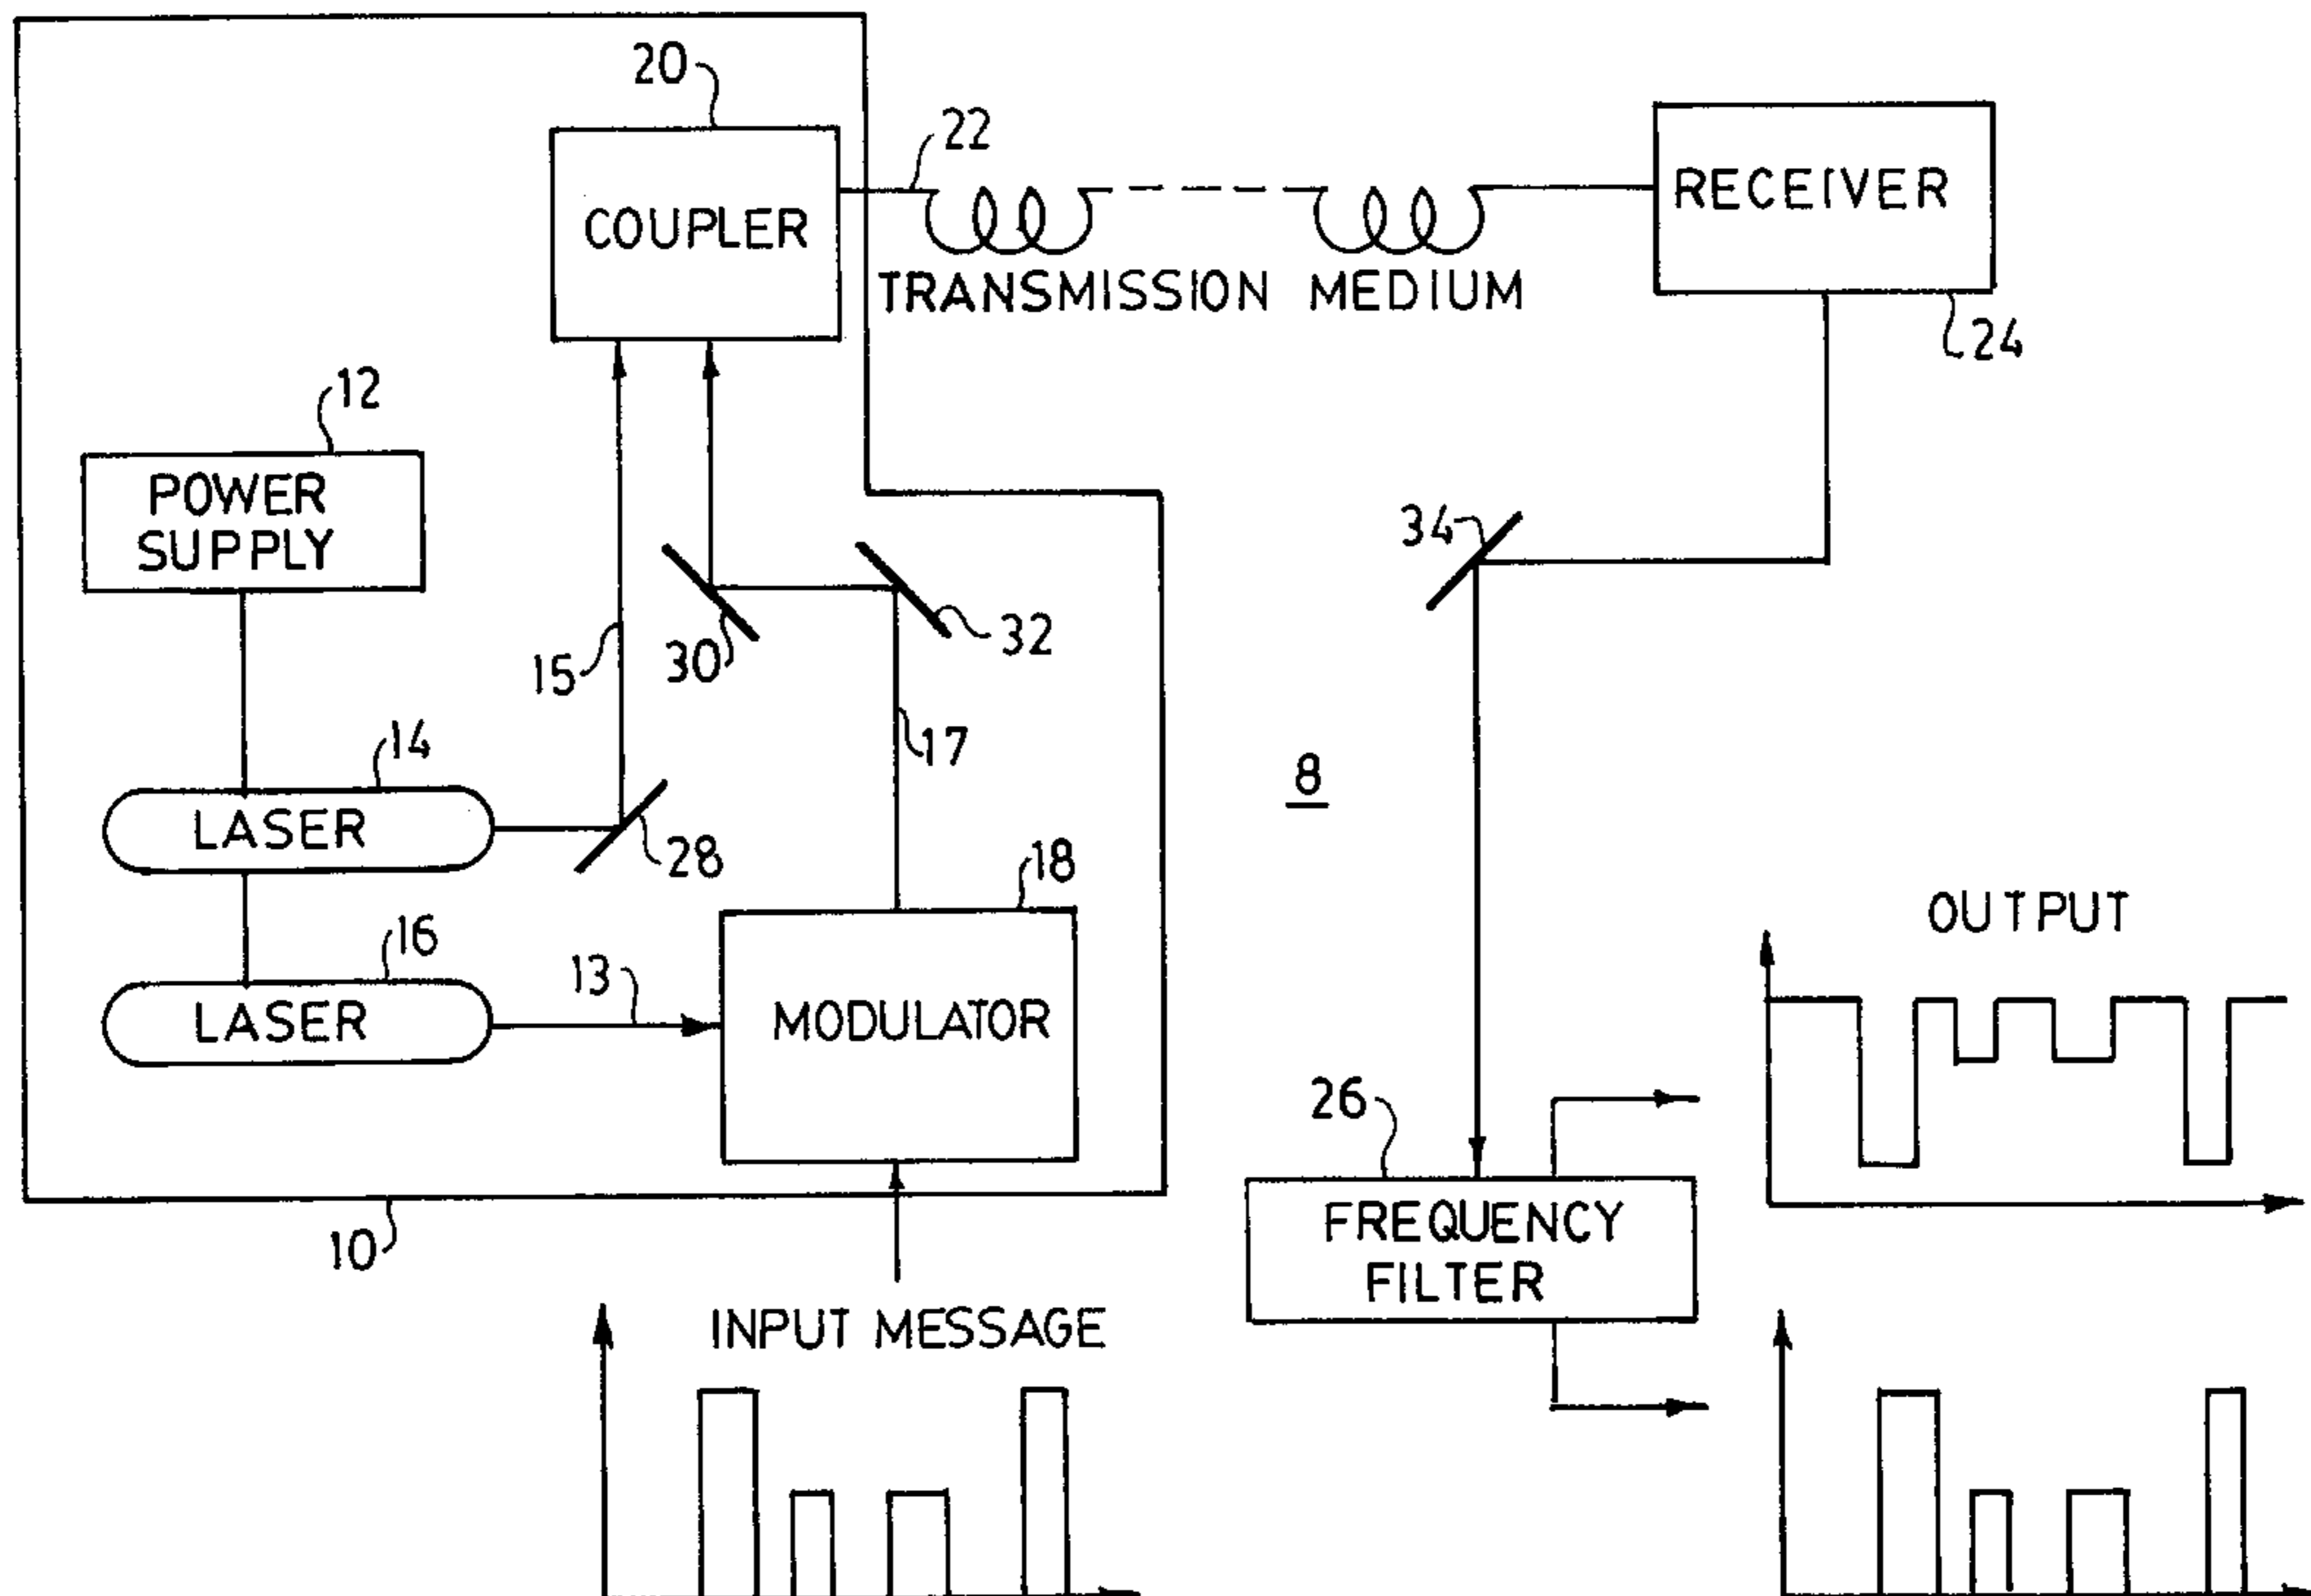 20
COUPLER
22
TRANSMISSION MEDIUM
RECEIVER
24
12
POWER
SUPPLY
34
30
32
15
17
14
LASER
28
8
18
16
LASER
13
MODULATOR
OUTPUT
26
FREQUENCY
FILTER
10
INPUT MESSAGE